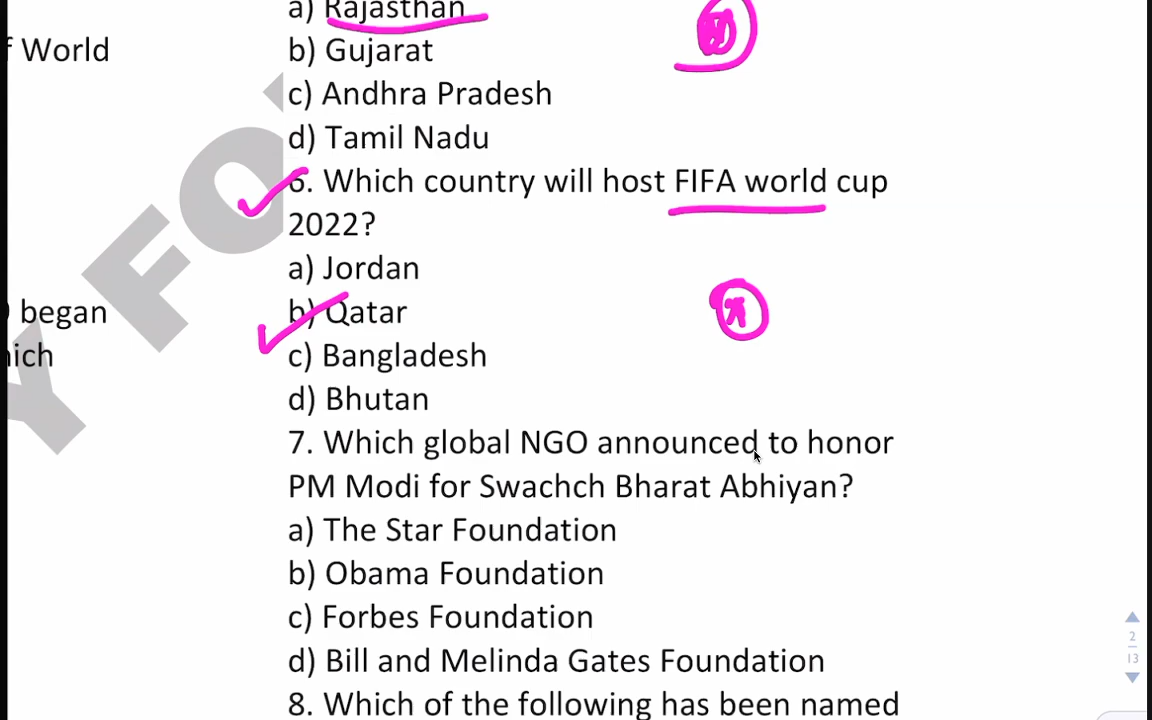 a) Rajasthan
b) Gujarat
c) Andhra Pradesh
d) Tamil Nadu
6. Which country will host FIFA world cup
2022?
a) Jordan
b) Qatar
c) Bangladesh
d) Bhutan
7. Which global NGO announced to honor
PM Modi for Swachch Bharat Abhiyan?
a) The Star Foundation
b) Obama Foundation
c) Forbes Foundation
d) Bill and Melinda Gates Foundation
8. Which of the following has been named
f World
began
hich
Y FO
2
13